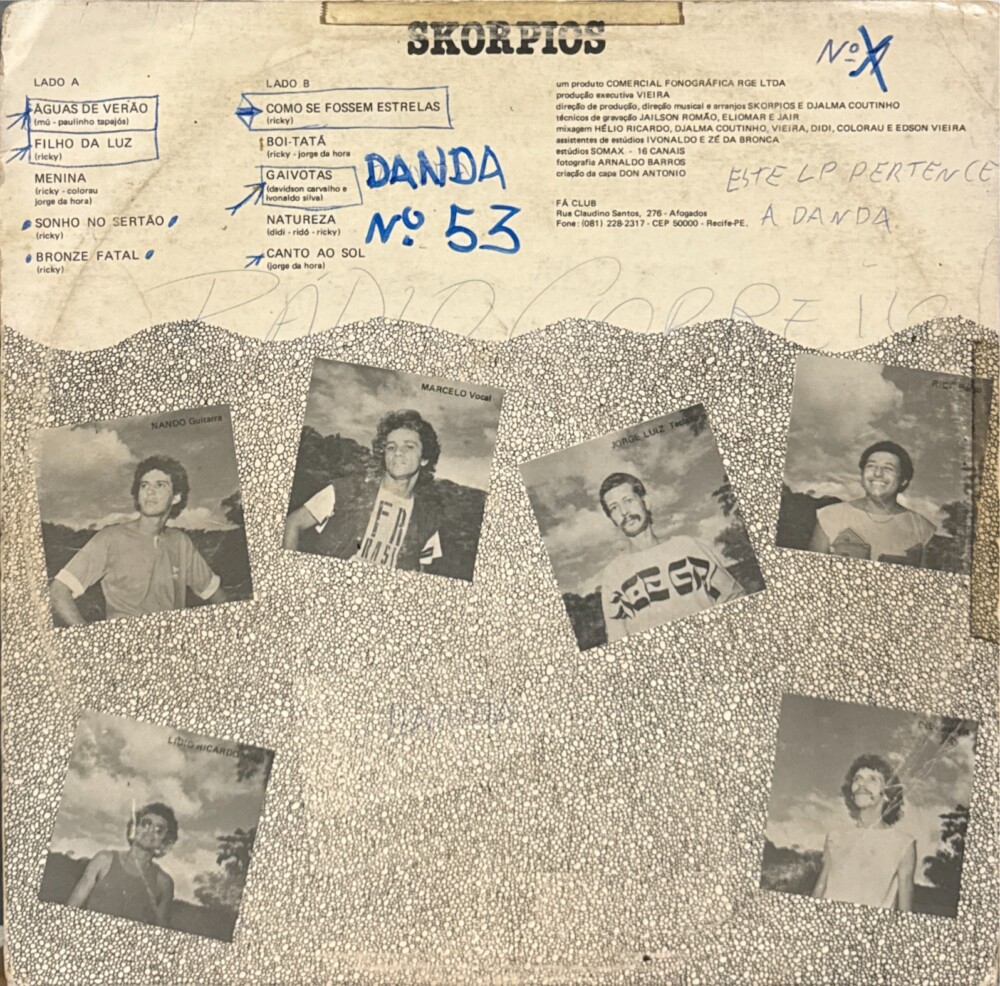 SKORPIOS
Nº
LADO A
AGUAS DE VERÃO
(mú - paulinho tapajós)
FILHO DA LUZ
(ricky)
MENINA
(ricky - colorau
jorge da hora)
SONHO NO SERTÃO
(ricky)
BRONZE FATAL
(ricky)
LADO B
COMO SE FOSSEM ESTRELAS
(ricky)
BOI-TATÁ
(ricky - jorge da hora
GAIVOTAS
(davidson carvalho e
ivonaldo silva)
NATUREZA
(didi - ridó - ricky)
CANTO AO SOL
(jorge da hora)
DANDA
Nº 53
um produto COMERCIAL FONOGRÁFICA RGE LTDA
produção executiva VIEIRA
direção de produção, direção musical e arranjos SKORPIOS E DJALMA COUTINHO
técnicos de gravação JAILSON ROMÃO, ELIOMAR E JAIR
mixagem HÉLIO RICARDO, DJALMA COUTINHO, VIEIRA, DIDI, COLORAU E EDSON VIEIRA
assistentes de estúdios IVONALDO E ZÉ DA BRONCA
estúdios SOMAX - 16 CANAIS
fotografia ARNALDO BARROS
criação da capa DON ANTONIO
FÃ CLUB
Rua Claudino Santos, 276 - Afogados
Fone: (081) 228-2317 - CEP 50000 - Recife-PE.
ESTE LP PERTENCE
A DANDA
RÁDIO CORREIO
NANDO Guitarra
MARCELO Vocal
JORGE LUIZ
LIDIO RICARDO